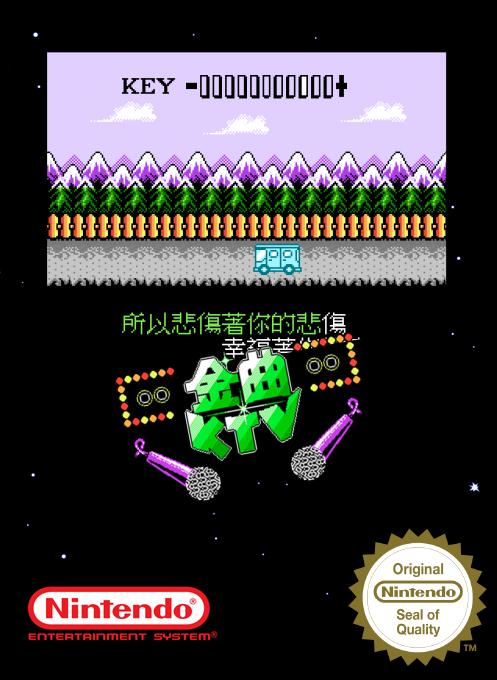 KEY -0000000000+
所以悲傷著你的悲傷
幸福著
金曲
KTV
Nintendo®
ENTERTAINMENT SYSTEM®
Original
Nintendo
Seal of
Quality
TM